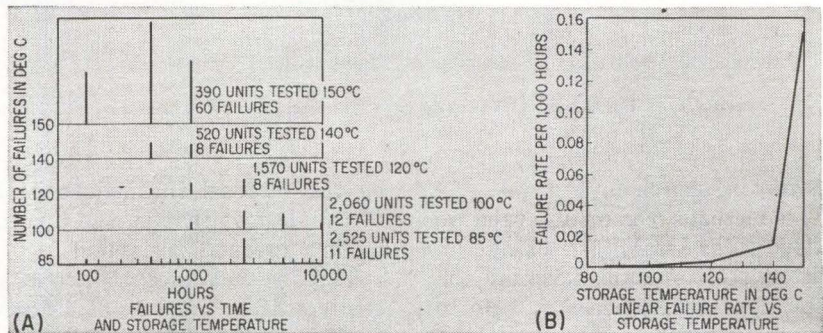 NUMBER OF FAILURES IN DEG C
150
140
120
100
85
390 UNITS TESTED 150°C
60 FAILURES
520 UNITS TESTED 140°C
8 FAILURES
1,570 UNITS TESTED 120°C
8 FAILURES
2,060 UNITS TESTED 100°C
12 FAILURES
2,525 UNITS TESTED 85°C
11 FAILURES
100 1,000 10,000
HOURS
FAILURES VS TIME
AND STORAGE TEMPERATURE
(A)
FAILURE RATE PER 1,000 HOURS
0.16
0.14
0.12
0.10
0.08
0.06
0.04
0.02
0
80 100 120 140
STORAGE TEMPERATURE IN DEG C
LINEAR FAILURE RATE VS
STORAGE TEMPERATURE
(B)